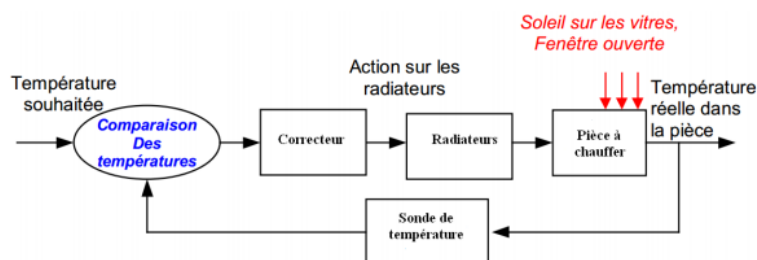 Soleil sur les vitres,
Fenêtre ouverte
Température
souhaitée
Action sur les
radiateurs
Température
réelle dans
la pièce
Comparaison
Des
températures
Correcteur
Radiateurs
Pièce à
chauffer
Sonde de
température